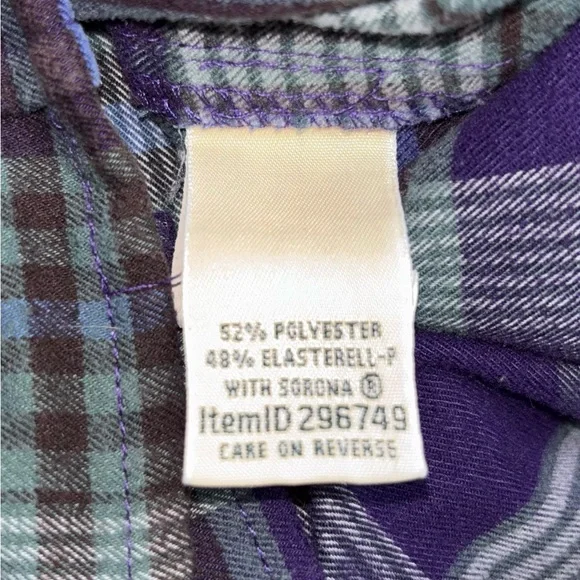 52% POLYESTER
48% ELASTERELL-P
WITH SORONA ®
ItemID 296749
CARE ON REVERSE